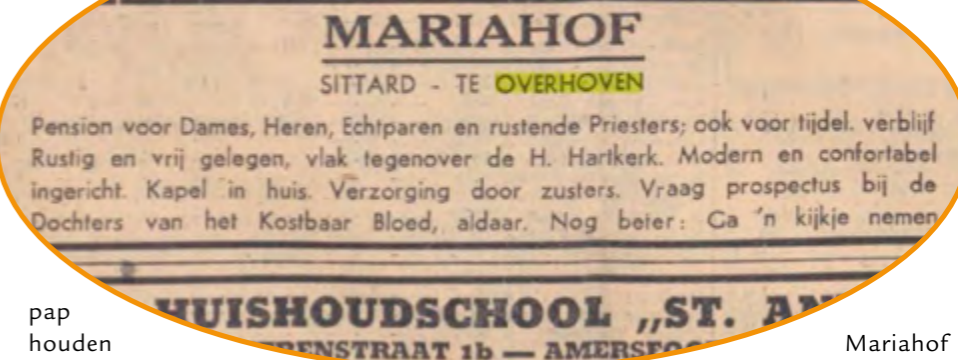 MARIAHOF
SITTARD - TE OVERHOVEN
Pension voor Dames, Heren, Echtparen en rustende Priesters; ook voor tijdel. verblijf
Rustig en vrij gelegen, vlak tegenover de H. Hartkerk. Modern en confortabel
ingericht. Kapel in huis. Verzorging door zusters. Vraag prospectus bij de
Dochters van het Kostbaar Bloed, aldaar. Nog beter: Ga 'n kijkje nemen
HUISHOUDSCHOOL „ST.
1b — AMERSFOO
pap
houden
Mariahof